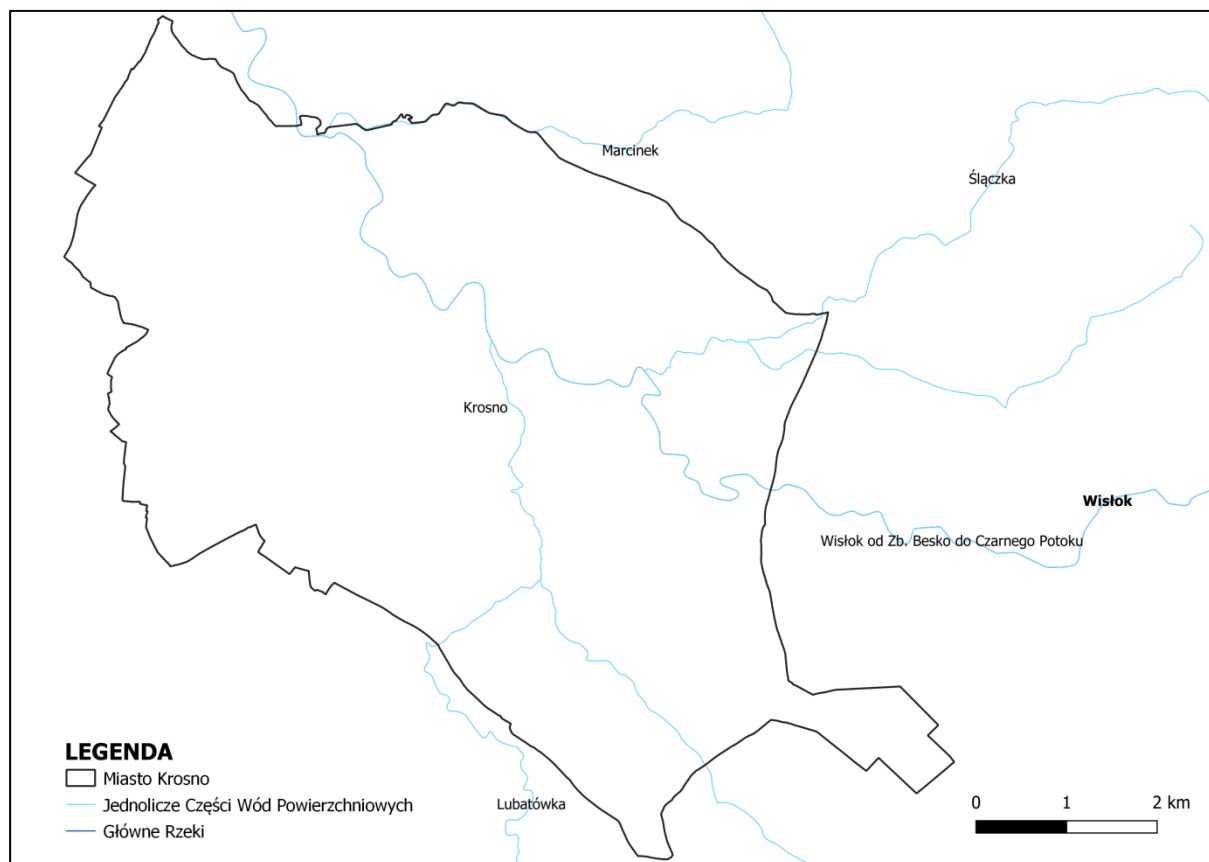 Marcinek
Ślączka
Krosno
Wisłok
Wisłok od Zb. Besko do Czarnego Potoku
LEGENDA
Miasto Krosno
Jednolicze Części Wód Powierzchniowych
Główne Rzeki
Lubatówka
0 1 2 km